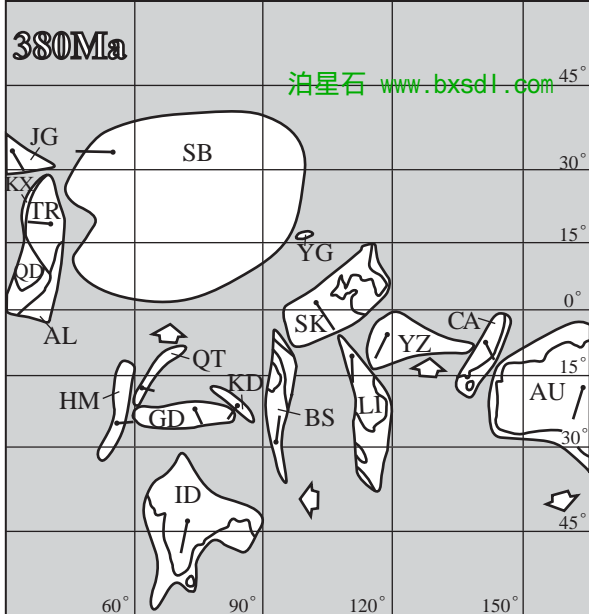 380Ma
泊星石 www.bxsdl.com
45°
JG
SB
30°
KX
TR
15°
YG
QD
0°
AL
SK
CA
YZ
QT
15°
HM
KD
AU
GD
BS
LI
30°
ID
45°
60° 90° 120° 150°